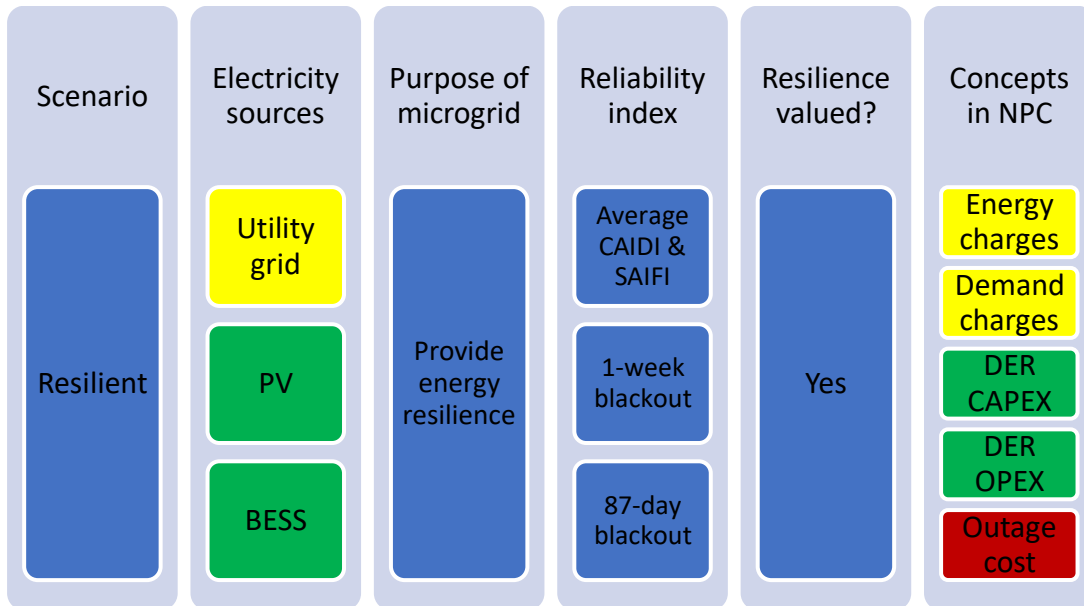 Scenario
Electricity
sources
Purpose of
microgrid
Reliability
index
Resilience
valued?
Concepts
in NPC
Resilient
Utility
grid
PV
BESS
Provide
energy
resilience
Average
CAIDI &
SAIFI
1-week
blackout
87-day
blackout
Yes
Energy
charges
Demand
charges
DER
CAPEX
DER
OPEX
Outage
cost